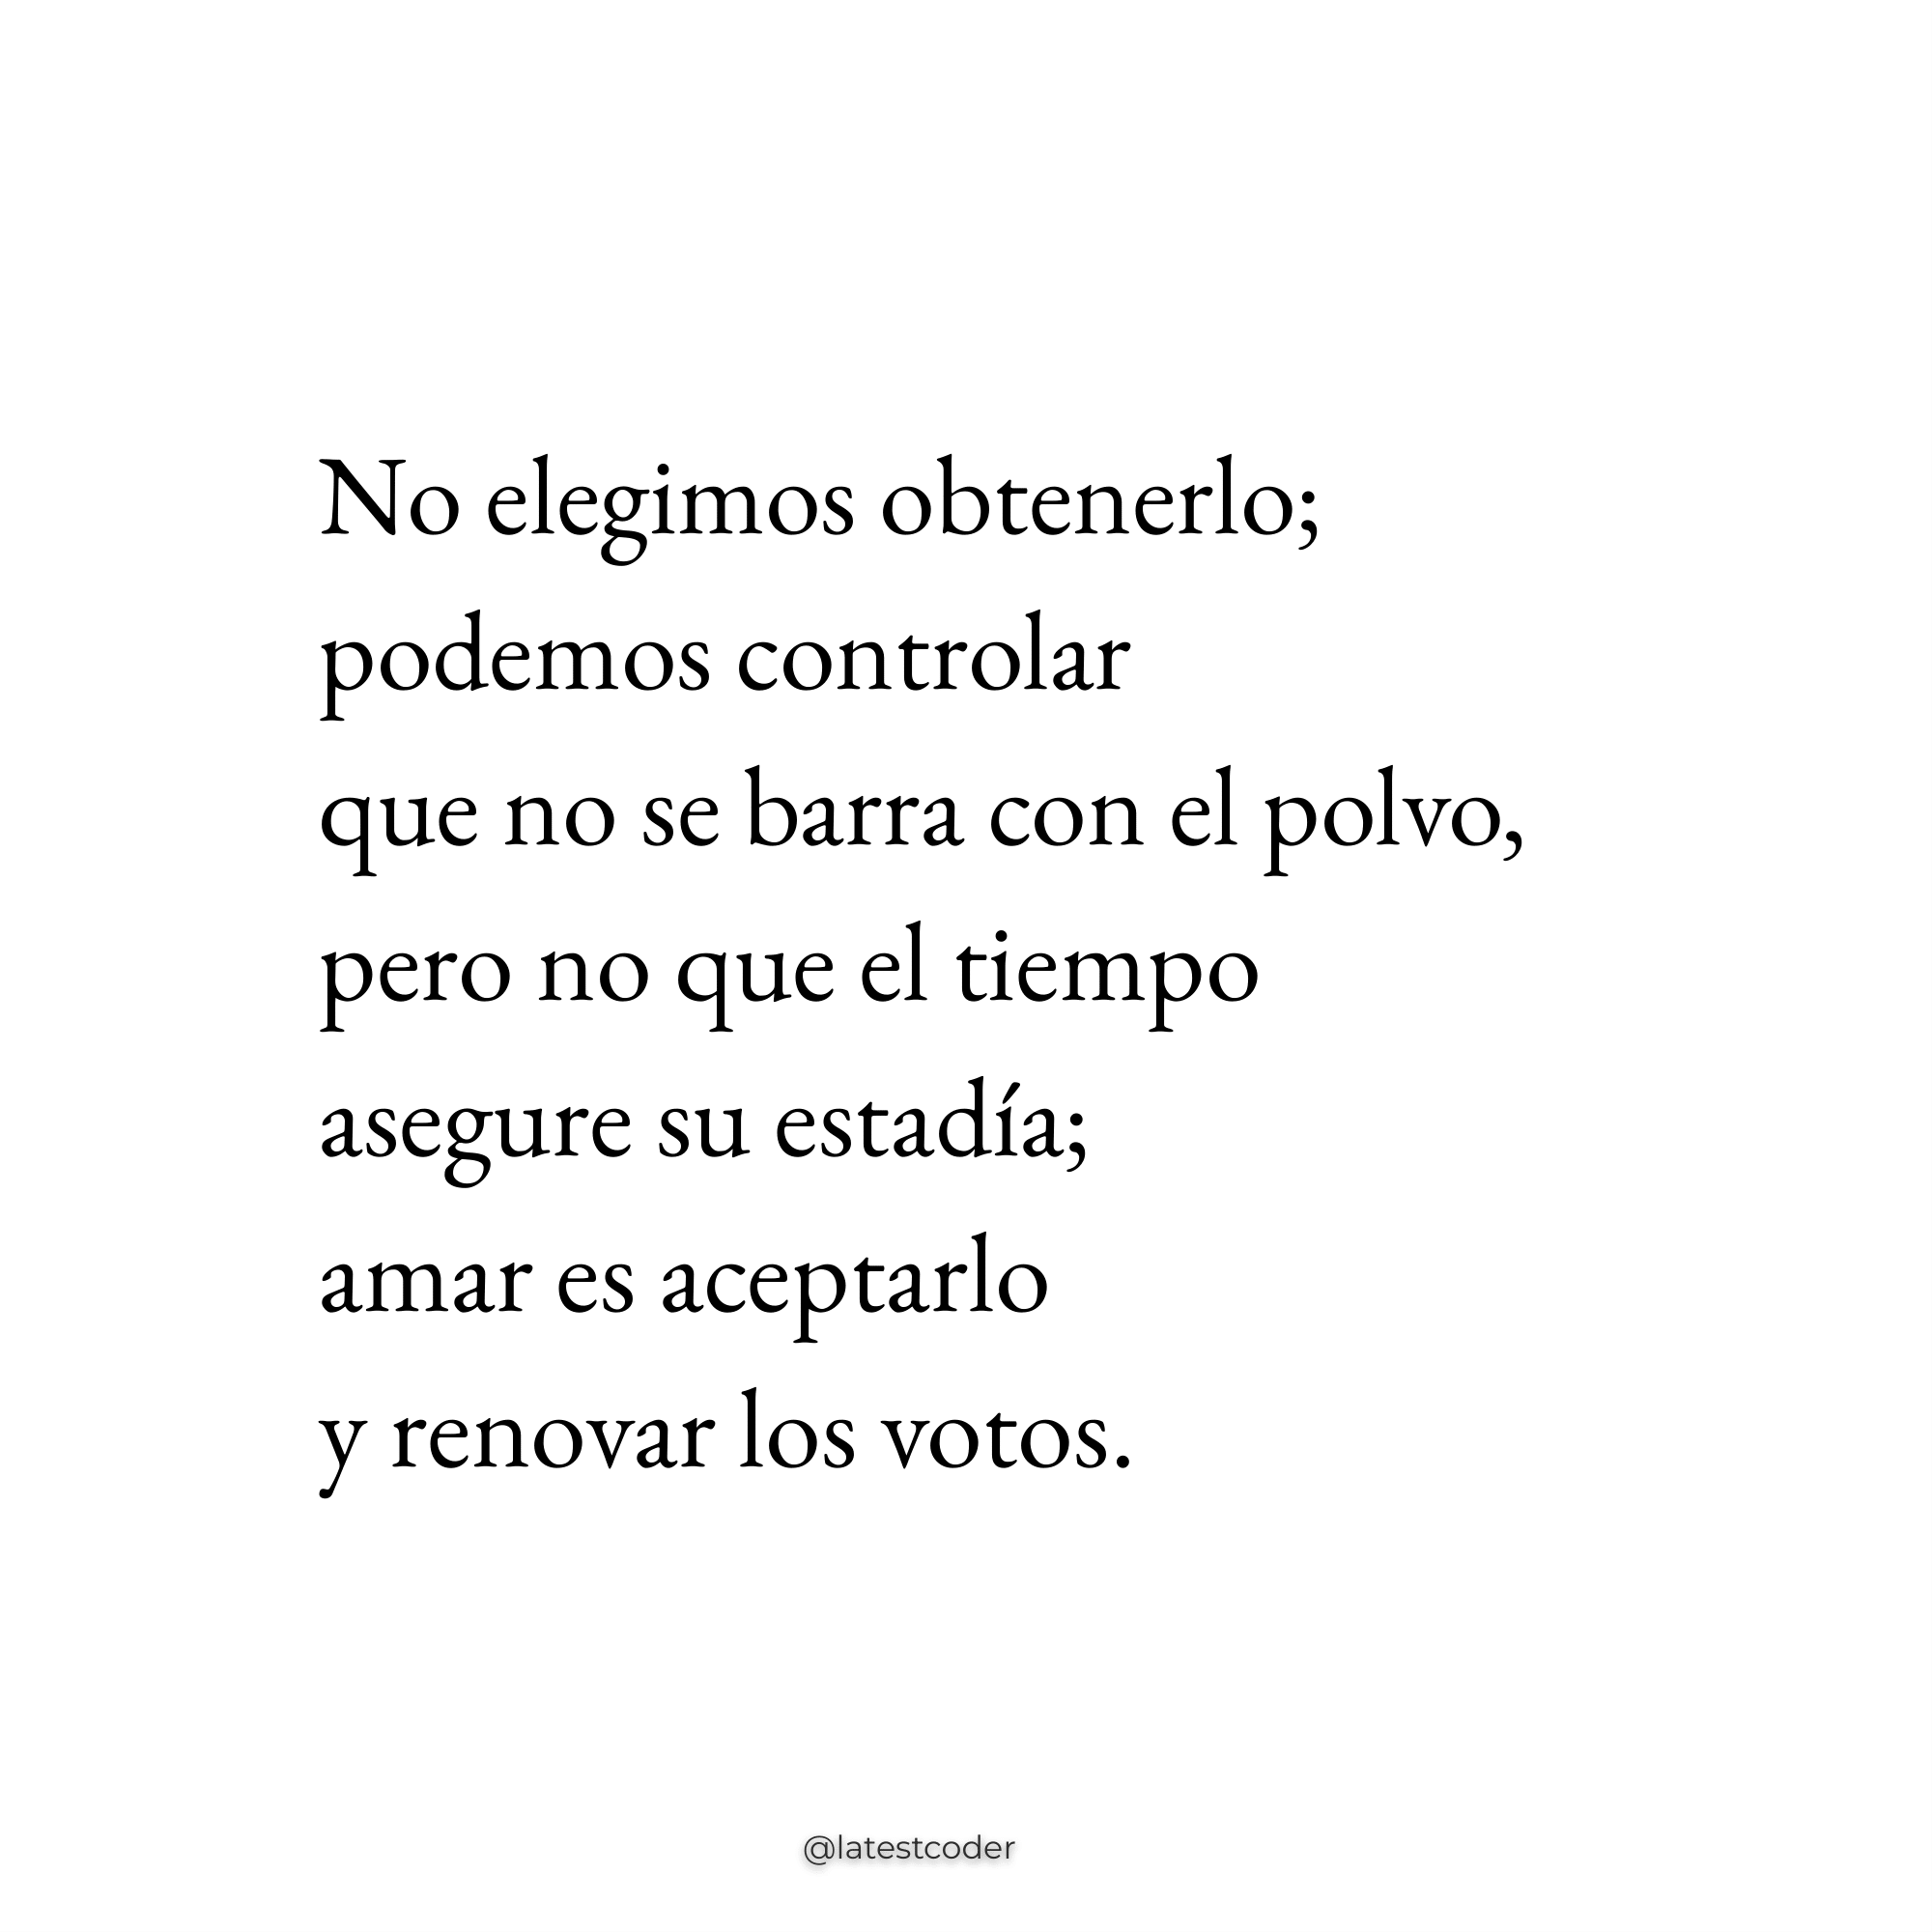 No elegimos obtenerlo;
podemos controlar
que no se barra con el polvo,
pero no que el tiempo
asegure su estadía;
amar es aceptarlo
y renovar los votos.
@latestcoder